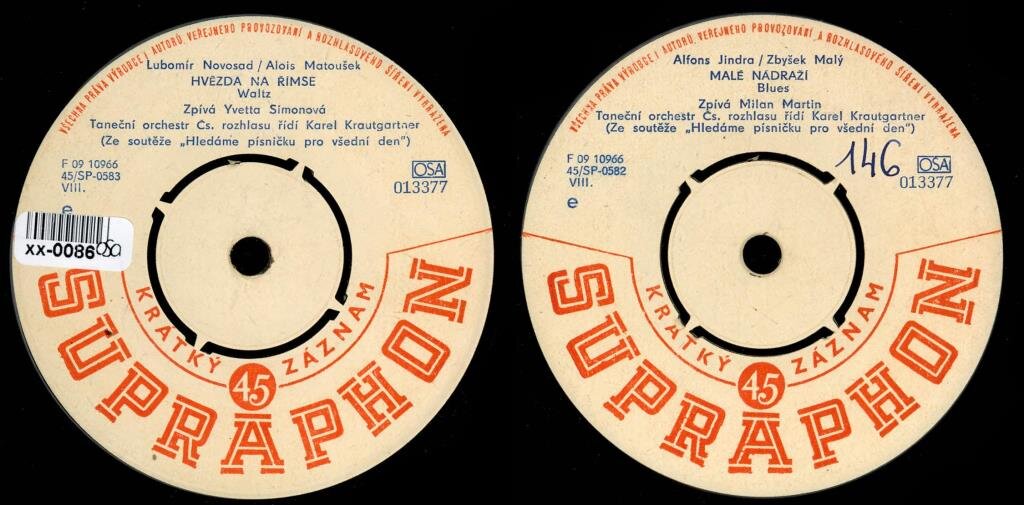 VŠECHNA PRÁVA VÝROBCE I AUTORŮ VEŘEJNÉHO PROVOZOVÁNÍ A ROZHLASOVÉHO ŠÍŘENÍ VYHRAŽENA
Lubomír Novosad / Alois Matoušek
HVĚZDA NA ŘÍMSE
Waltz
Zpívá Yvetta Simonová
Taneční orchestr Čs. rozhlasu řídí Karel Krautgartner
(Ze soutěže „Hledáme písničku pro všední den")
F 09 10966
45/SP-0583
VIII.
e
OSA
013377
xx-0086
osa
KRÁTKÝ 45 ZÁZNAM
SUPRAPHON
VŠECHNA PRÁVA VÝROBCE I AUTORŮ VEŘEJNÉHO PROVOZOVÁNÍ A ROZHLASOVÉHO ŠÍŘENÍ VYHRAŽENA
Alfons Jindra / Zbyšek Malý
MALÉ NÁDRAŽÍ
Blues
Zpívá Milan Martin
Taneční orchestr Čs. rozhlasu řídí Karel Krautgartner
(Ze soutěže „Hledáme písničku pro všední den")
F 09 10966
45/SP-0582
VIII.
e
146
OSA
013377
KRÁTKÝ 45 ZÁZNAM
SUPRAPHON